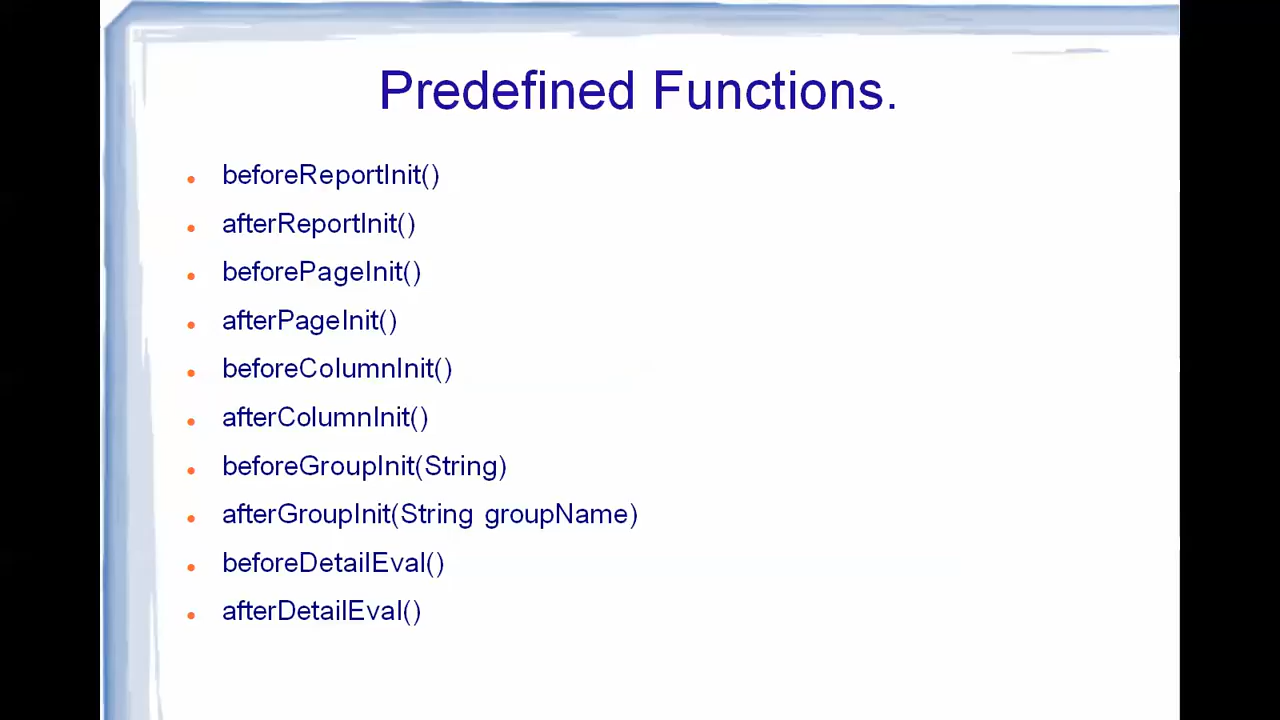 Predefined Functions.
beforeReportInit()
afterReportInit()
beforePageInit()
afterPageInit()
beforeColumnInit()
afterColumnInit()
beforeGroupInit(String)
afterGroupInit(String groupName)
beforeDetailEval()
afterDetailEval()